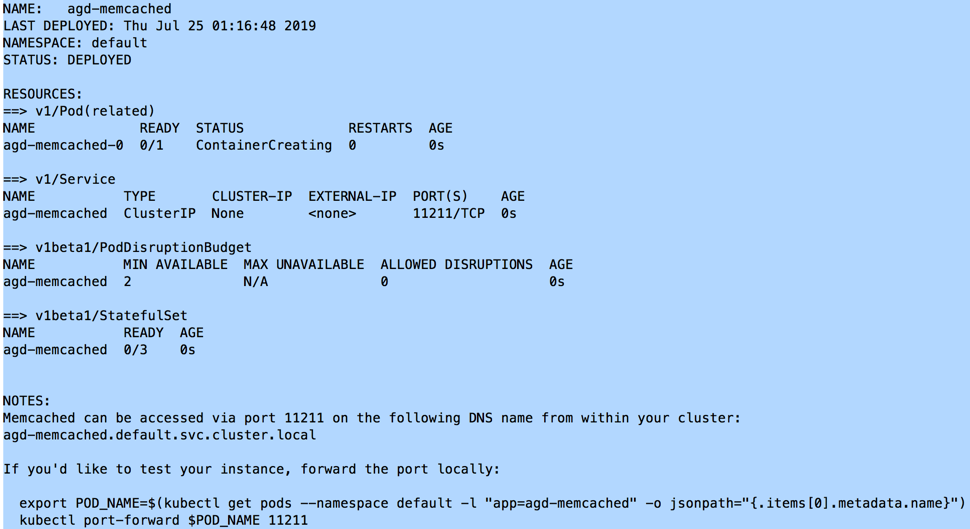 NAME:   agd-memcached
LAST DEPLOYED: Thu Jul 25 01:16:48 2019
NAMESPACE: default
STATUS: DEPLOYED

RESOURCES:
==> v1/Pod(related)
NAME             READY  STATUS             RESTARTS  AGE
agd-memcached-0  0/1    ContainerCreating  0         0s

==> v1/Service
NAME           TYPE       CLUSTER-IP  EXTERNAL-IP  PORT(S)    AGE
agd-memcached  ClusterIP  None        <none>       11211/TCP  0s

==> v1beta1/PodDisruptionBudget
NAME           MIN AVAILABLE  MAX UNAVAILABLE  ALLOWED DISRUPTIONS  AGE
agd-memcached  2              N/A              0                    0s

==> v1beta1/StatefulSet
NAME           READY  AGE
agd-memcached  0/3    0s


NOTES:
Memcached can be accessed via port 11211 on the following DNS name from within your cluster:
agd-memcached.default.svc.cluster.local

If you'd like to test your instance, forward the port locally:

  export POD_NAME=$(kubectl get pods --namespace default -l "app=agd-memcached" -o jsonpath="{.items[0].metadata.name}")
  kubectl port-forward $POD_NAME 11211